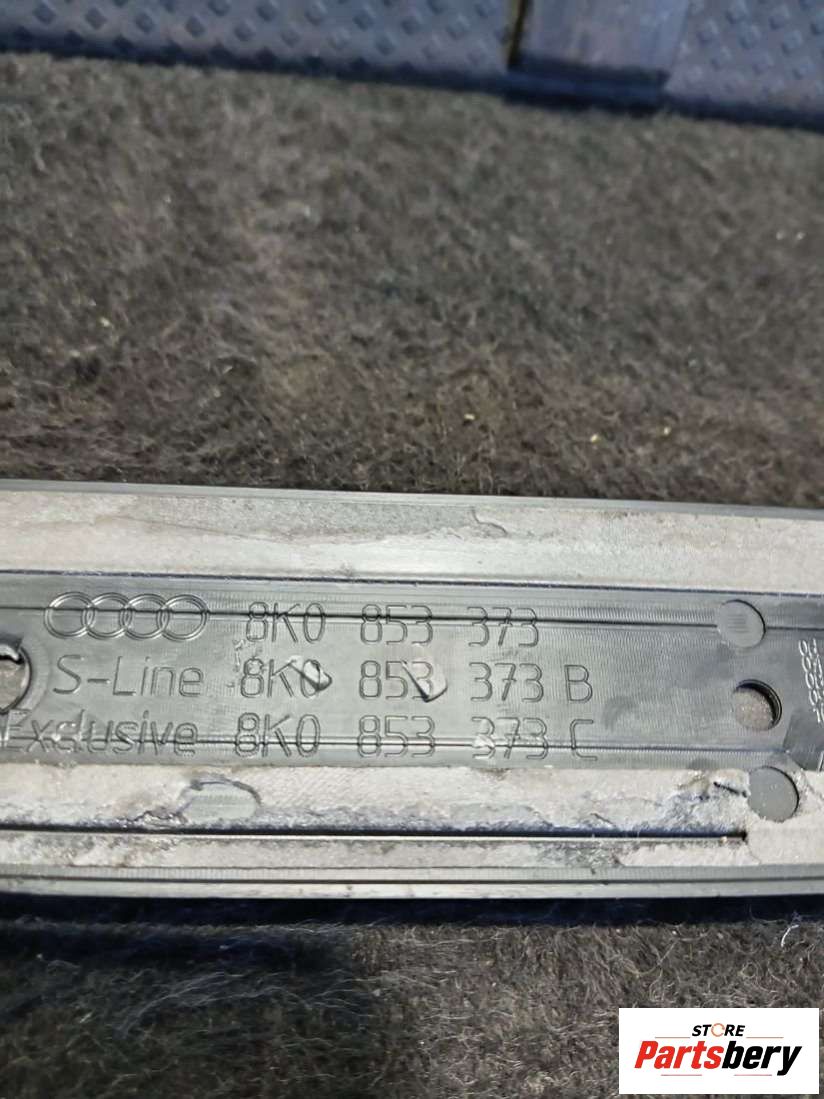 8K0 853 373
S-Line 8K0 853 373 B
Exclusive 8K0 853 373 C
STORE
Partsbery